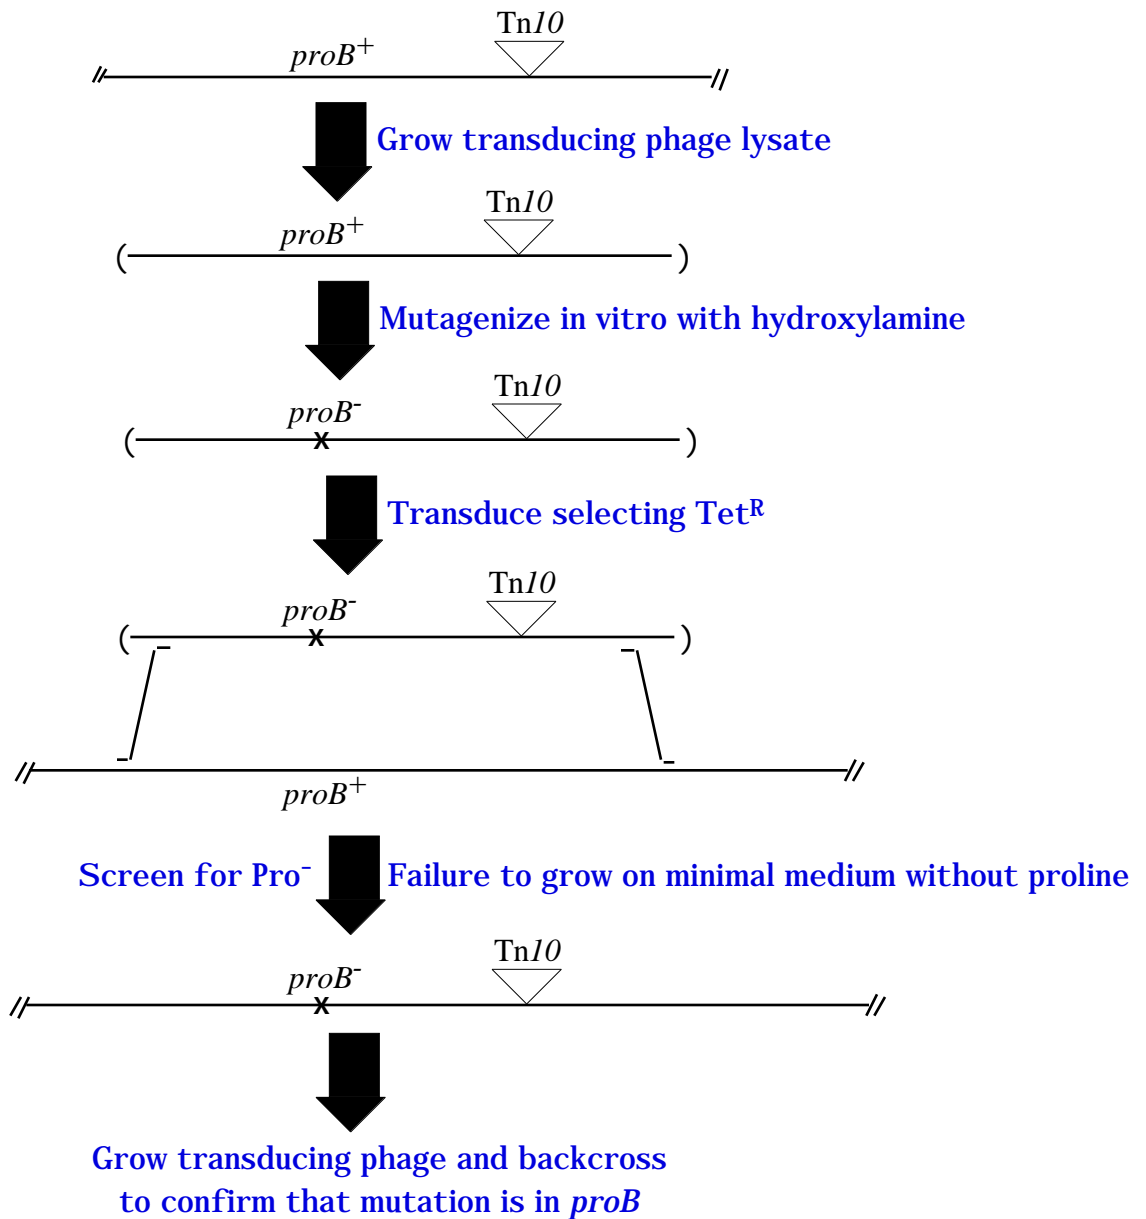 Tn10
proB+
Grow transducing phage lysate
Tn10
proB+
Mutagenize in vitro with hydroxylamine
Tn10
proB-
x
Transduce selecting TetR
Tn10
proB-
x
proB+
Screen for Pro- Failure to grow on minimal medium without proline
Tn10
proB-
x
Grow transducing phage and backcross
to confirm that mutation is in proB